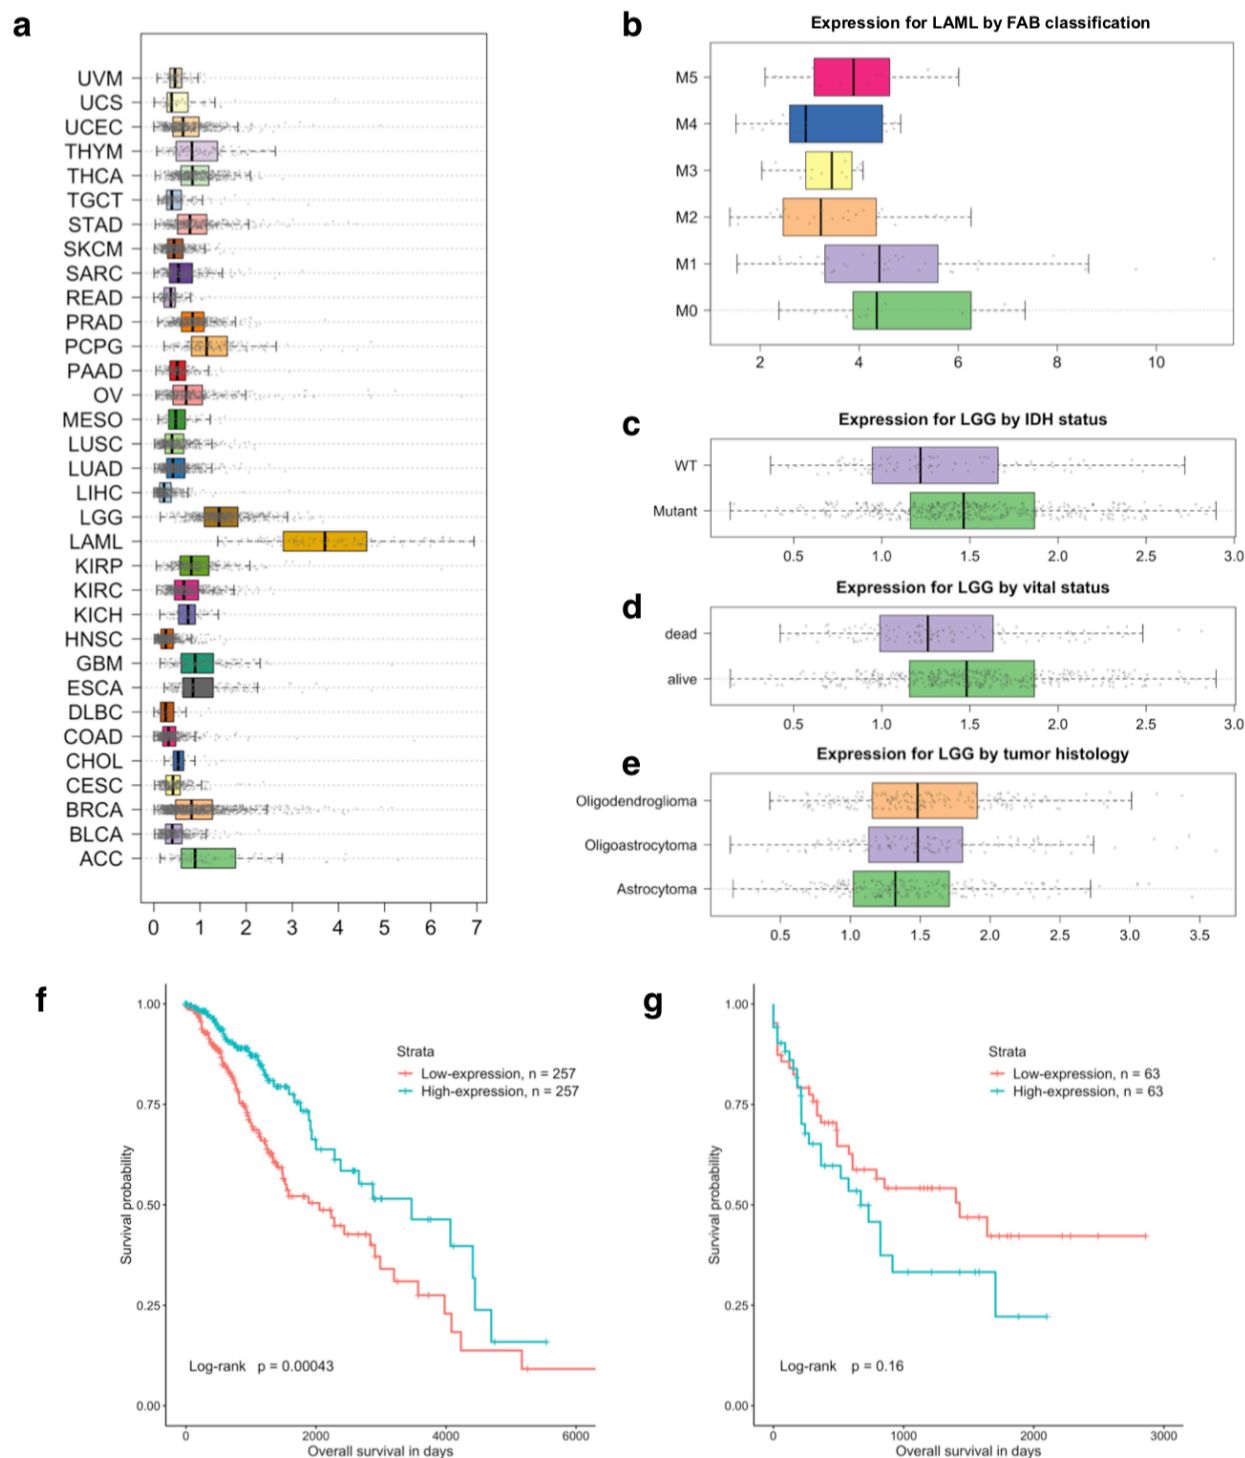 a
UVM
UCS
UCEC
THYM
THCA
TGCT
STAD
SKCM
SARC
READ
PRAD
PCPG
PAAD
OV
MESO
LUSC
LUAD
LIHC
LGG
LAML
KIRP
KIRC
KICH
HNSC
GBM
ESCA
DLBC
COAD
CHOL
CESC
BRCA
BLCA
ACC
0 1 2 3 4 5 6 7
b
Expression for LAML by FAB classification
M5
M4
M3
M2
M1
M0
2 4 6 8 10
c
Expression for LGG by IDH status
WT
Mutant
0.5 1.0 1.5 2.0 2.5 3.0
d
Expression for LGG by vital status
dead
alive
0.5 1.0 1.5 2.0 2.5 3.0
e
Expression for LGG by tumor histology
Oligodendroglioma
Oligoastrocytoma
Astrocytoma
0.5 1.0 1.5 2.0 2.5 3.0 3.5
f
1.00
0.75
0.50
0.25
0.00
Survival probability
Strata
Low-expression, n = 257
High-expression, n = 257
Log-rank p = 0.00043
0 2000 4000 6000
Overall survival in days
g
1.00
0.75
0.50
0.25
0.00
Survival probability
Strata
Low-expression, n = 63
High-expression, n = 63
Log-rank p = 0.16
0 1000 2000 3000
Overall survival in days